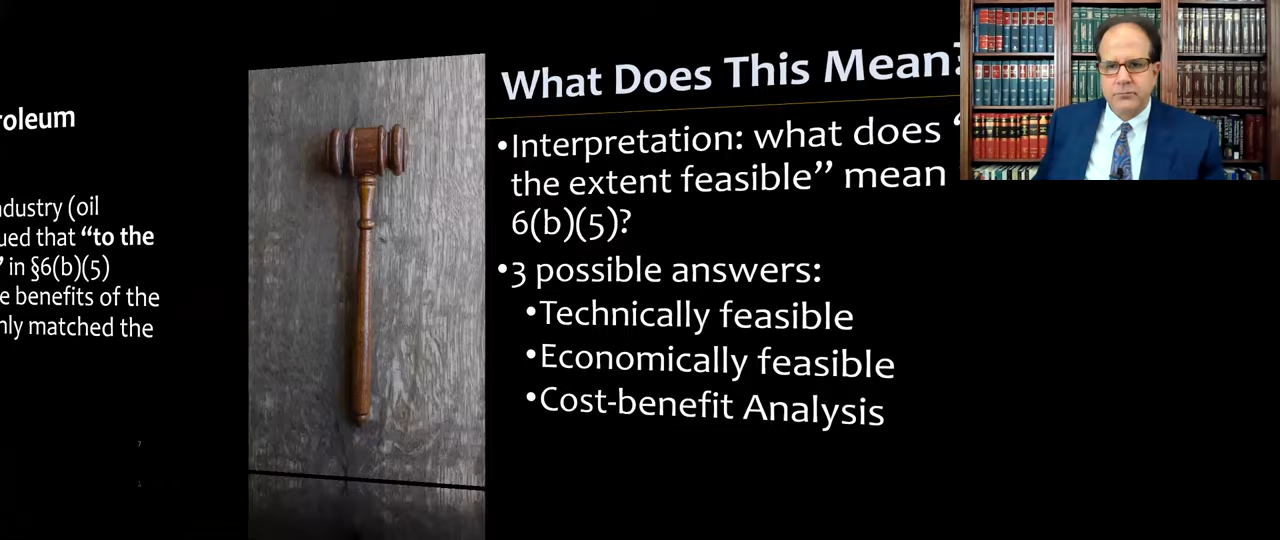 roleum
ndustry (oil
ued that “to the
” in §6(b)(5)
e benefits of the
nly matched the
7
What Does This Mean?
•Interpretation: what does “
the extent feasible” mean
6(b)(5)?
•3 possible answers:
•Technically feasible
•Economically feasible
•Cost-benefit Analysis